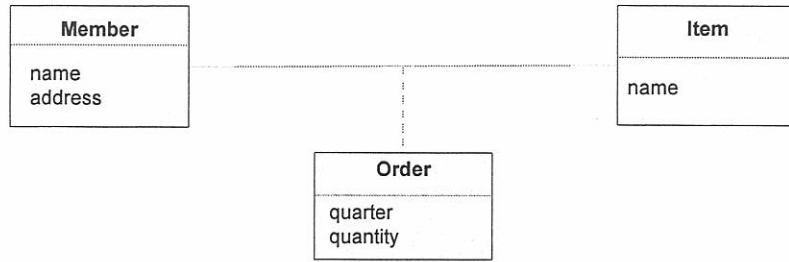 Member
name
address
Item
name
Order
quarter
quantity